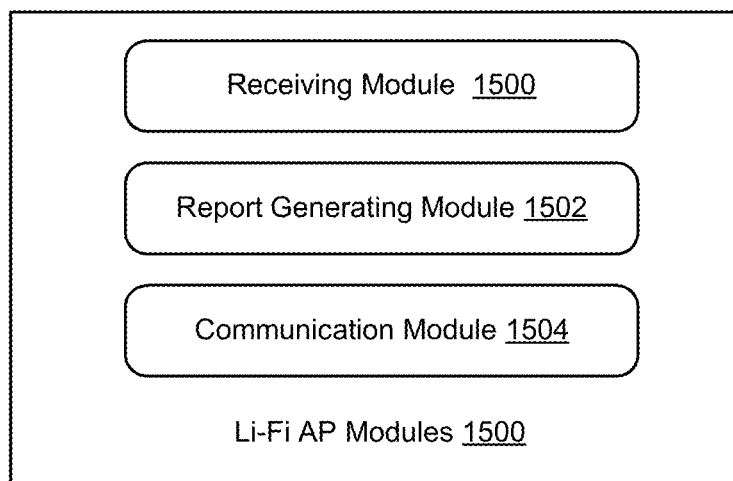 Receiving Module 1500
Report Generating Module 1502
Communication Module 1504
Li-Fi AP Modules 1500